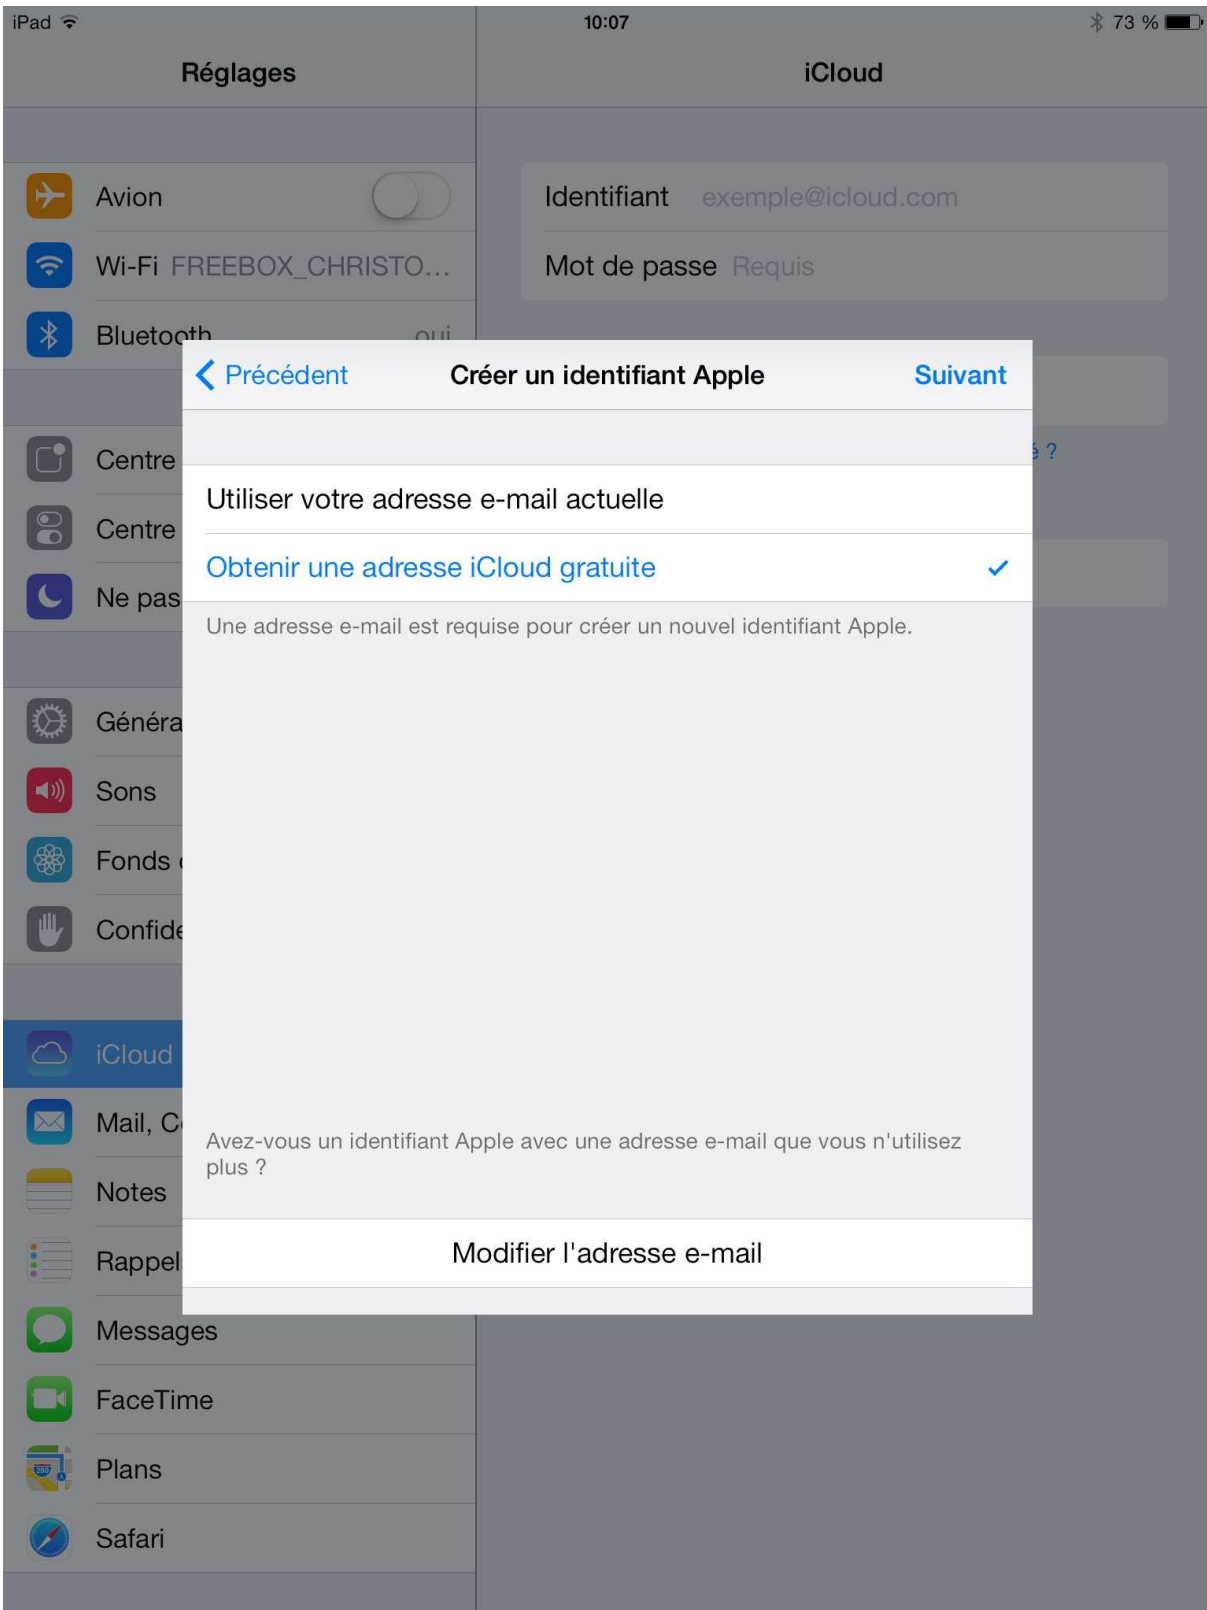 iPad 10:07 73 %
Réglages
iCloud
Avion
Wi-Fi FREEBOX_CHRISTO...
Bluetooth oui
Centre
Centre
Ne pas
Généra
Sons
Fonds
Confide
iCloud
Mail, C
Notes
Rappel
Messages
FaceTime
Plans
Safari
Identifiant exemple@icloud.com
Mot de passe Requis
é ?
Précédent Créer un identifiant Apple Suivant
Utiliser votre adresse e-mail actuelle
Obtenir une adresse iCloud gratuite
Une adresse e-mail est requise pour créer un nouvel identifiant Apple.
Avez-vous un identifiant Apple avec une adresse e-mail que vous n'utilisez
plus ?
Modifier l'adresse e-mail